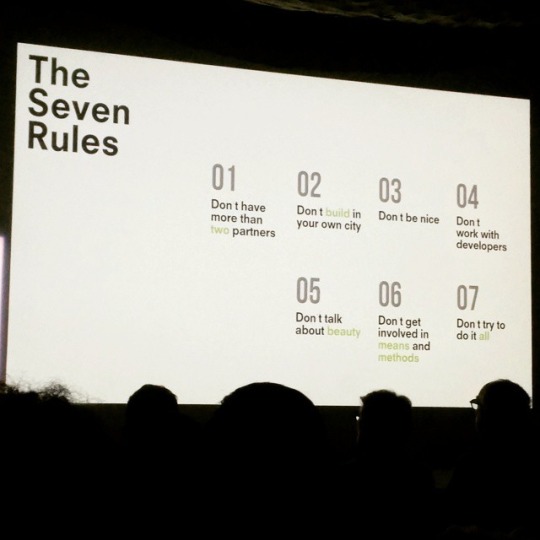 The
Seven
Rules
01
Don t have
more than
two partners
02
Don t build in
your own city
03
Don t be nice
04
Don t
work with
developers
05
Don t talk
about beauty
06
Don t get
involved in
means and
methods
07
Don t try to
do it all